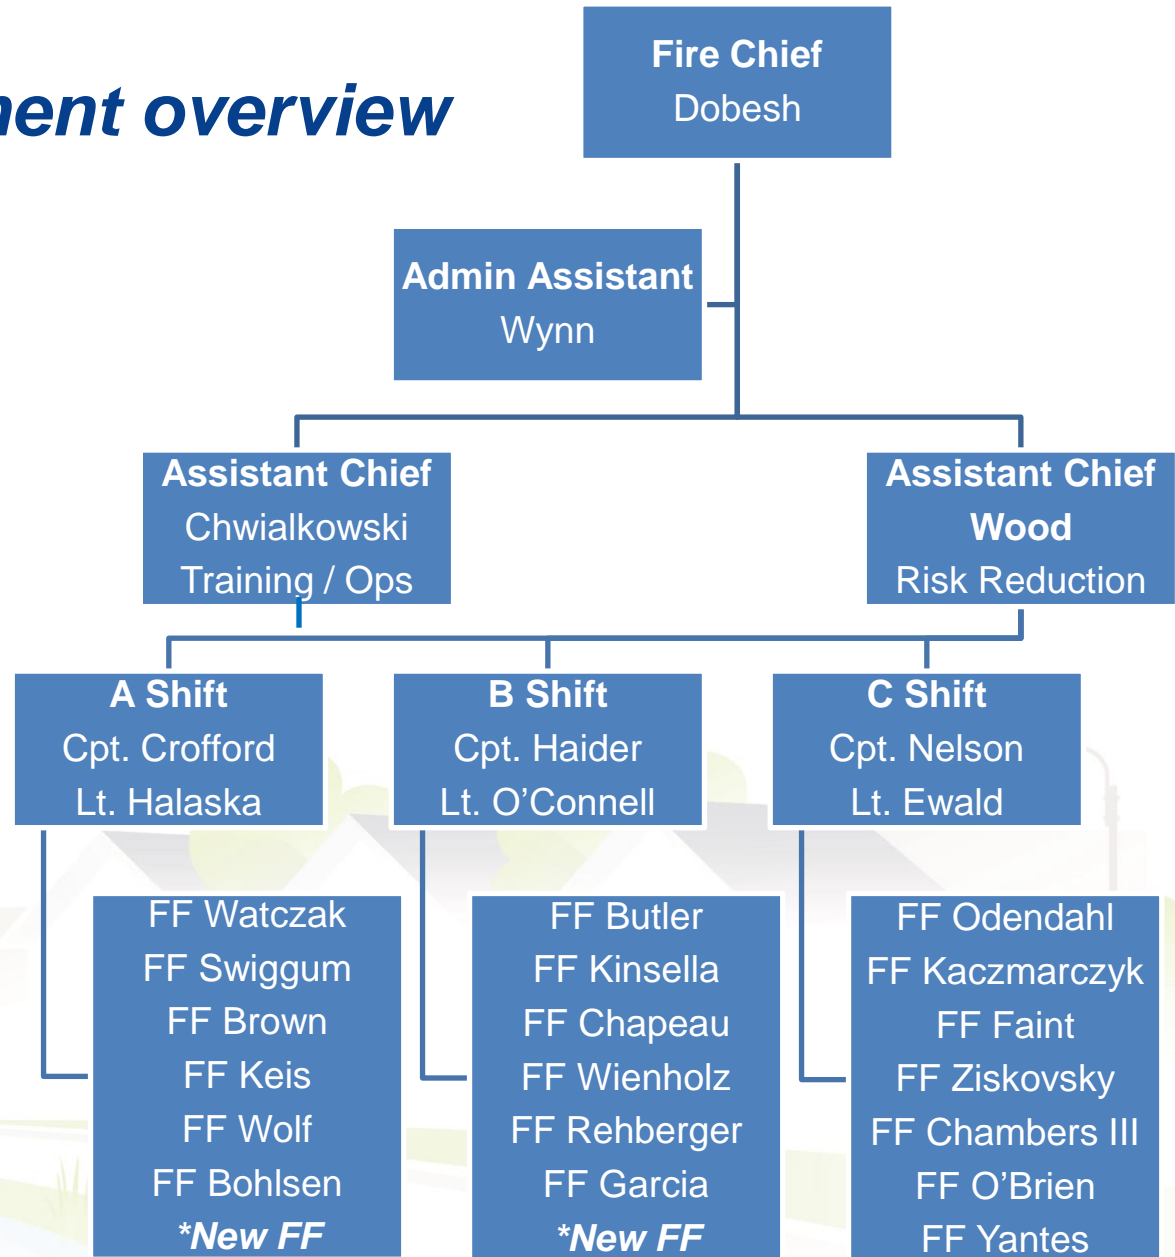 overview
Fire Chief
Dobesh
Admin Assistant
Wynn
Assistant Chief
Chwialkowski
Training / Ops
Assistant Chief
Wood
Risk Reduction
A Shift
Cpt. Crofford
Lt. Halaska
B Shift
Cpt. Haider
Lt. O’Connell
C Shift
Cpt. Nelson
Lt. Ewald
FF Watczak
FF Swiggum
FF Brown
FF Keis
FF Wolf
FF Bohlsen
*New FF
FF Butler
FF Kinsella
FF Chapeau
FF Wienholz
FF Rehberger
FF Garcia
*New FF
FF Odendahl
FF Kaczmarczyk
FF Faint
FF Ziskovsky
FF Chambers III
FF O’Brien
FF Yantes